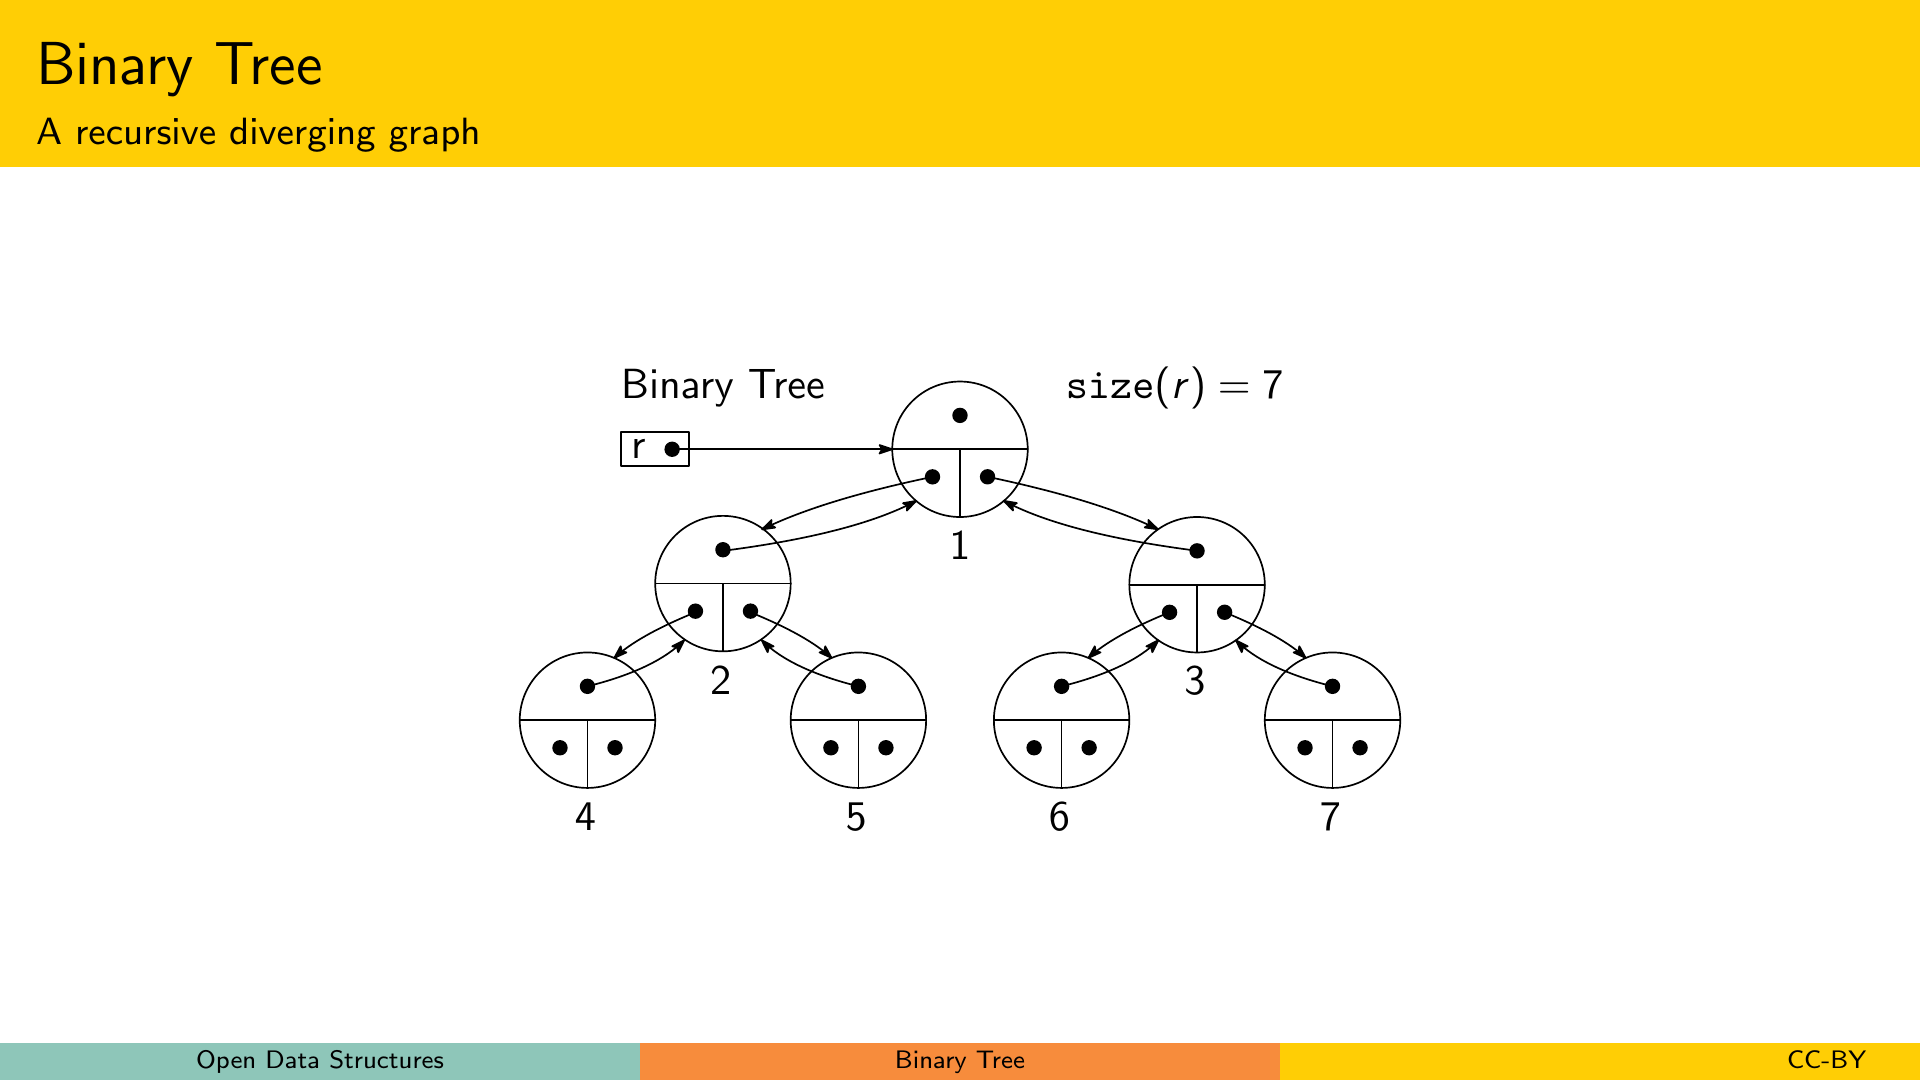 Binary Tree
A recursive diverging graph
Binary Tree
size(r) = 7
r
1
2
3
4
5
6
7
Open Data Structures
Binary Tree
CC-BY